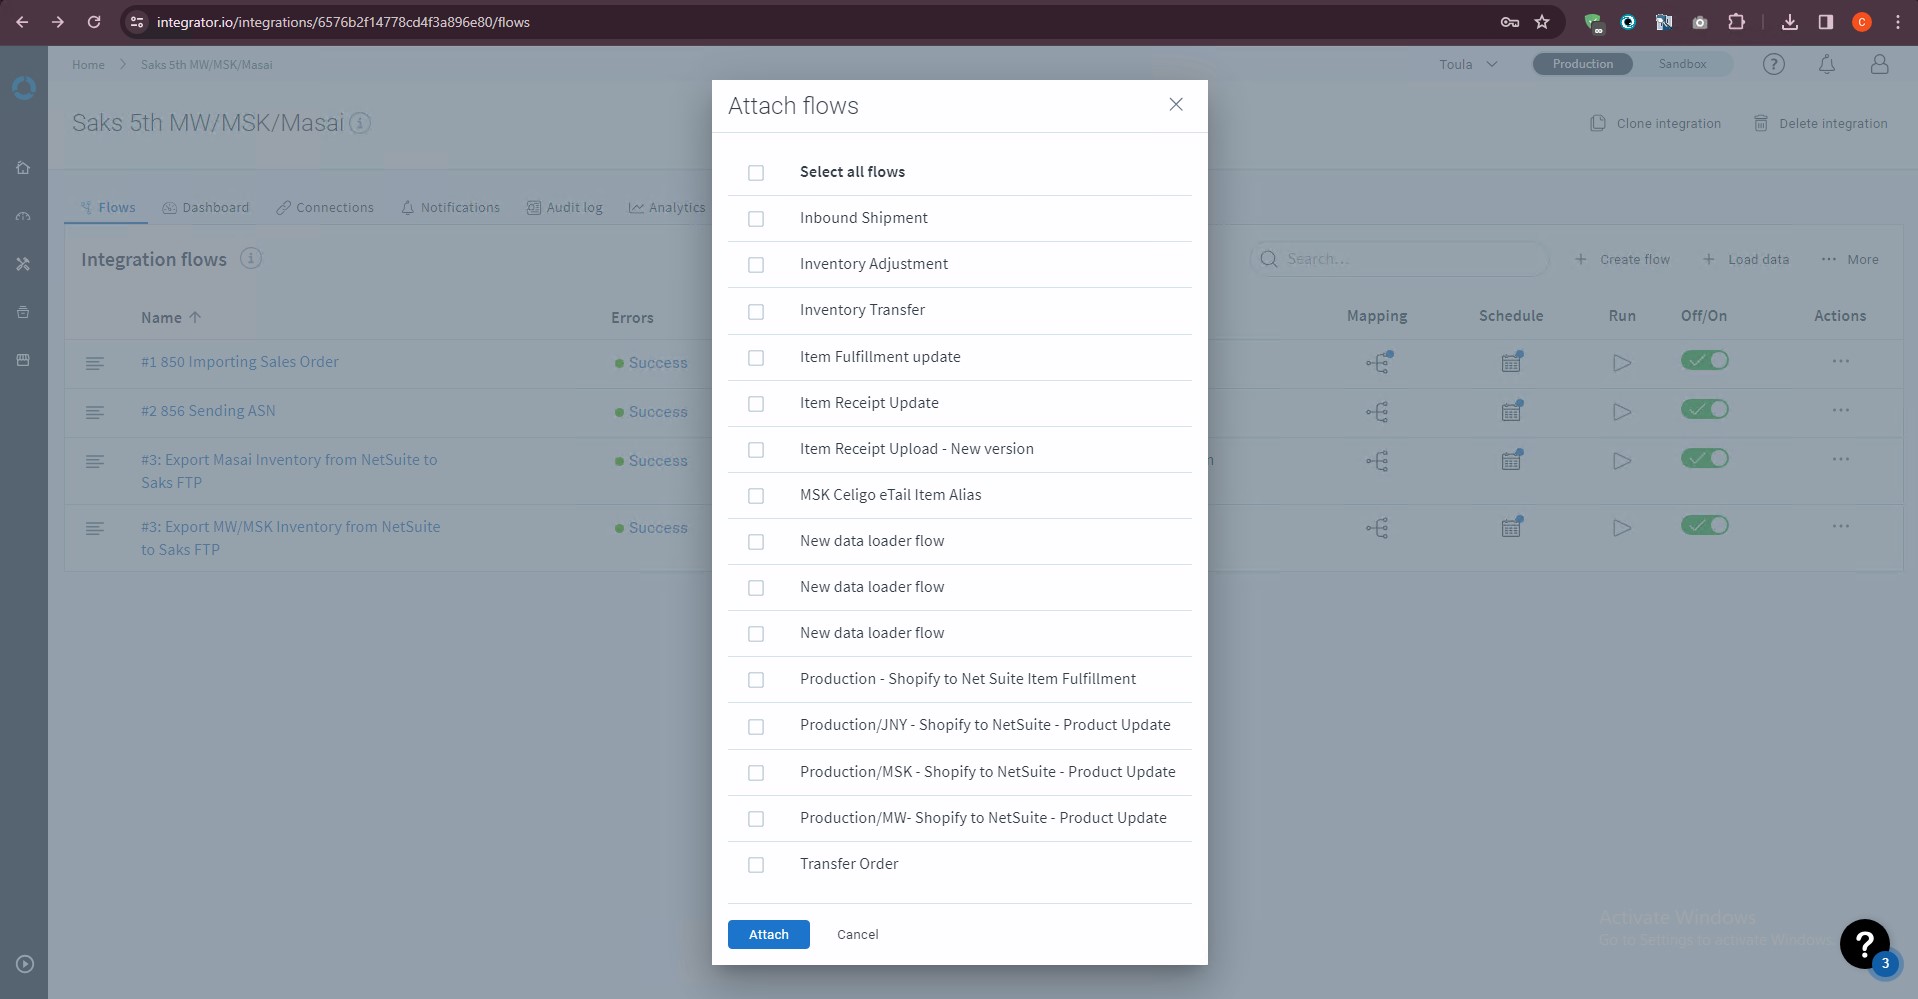 integrator.io/integrations/6576b2f14778cd4f3a896e80/flows
C
Home
Saks 5th MW/MSK/Masai
Toula
Production
Sandbox
?
Saks 5th MW/MSK/Masai
Clone integration
Delete integration
Flows
Dashboard
Connections
Notifications
Audit log
Analytics
Integration flows
Search...
+ Create flow
+ Load data
... More
Name
Errors
Mapping
Schedule
Run
Off/On
Actions
#1 850 Importing Sales Order
Success
#2 856 Sending ASN
Success
#3: Export Masai Inventory from NetSuite to
Saks FTP
Success
n
#3: Export MW/MSK Inventory from NetSuite
to Saks FTP
Success
Attach flows
Select all flows
Inbound Shipment
Inventory Adjustment
Inventory Transfer
Item Fulfillment update
Item Receipt Update
Item Receipt Upload - New version
MSK Celigo eTail Item Alias
New data loader flow
New data loader flow
New data loader flow
Production - Shopify to Net Suite Item Fulfillment
Production/JNY - Shopify to NetSuite - Product Update
Production/MSK - Shopify to NetSuite - Product Update
Production/MW- Shopify to NetSuite - Product Update
Transfer Order
Attach
Cancel
Activate Windows
Go to Settings to activate Windows.
?
3